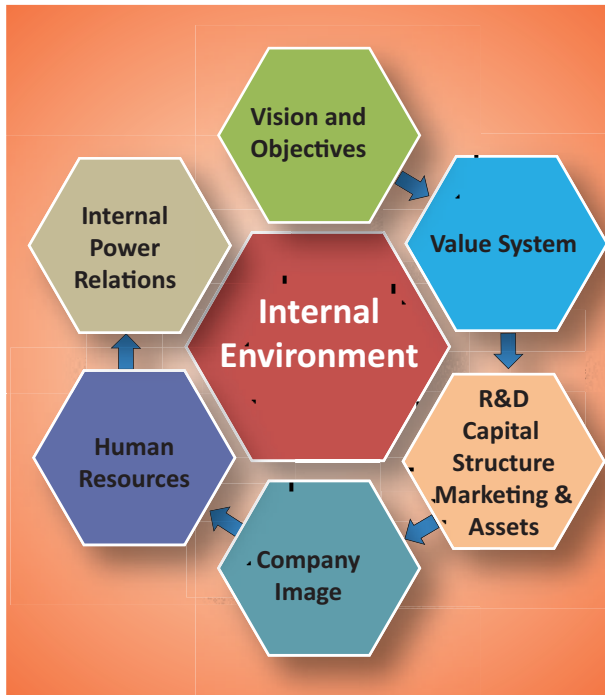 Vision and
Objectives
Value System
R&D
Capital
Structure
Marketing &
Assets
Company
Image
Human
Resources
Internal
Power
Relations
Internal
Environment